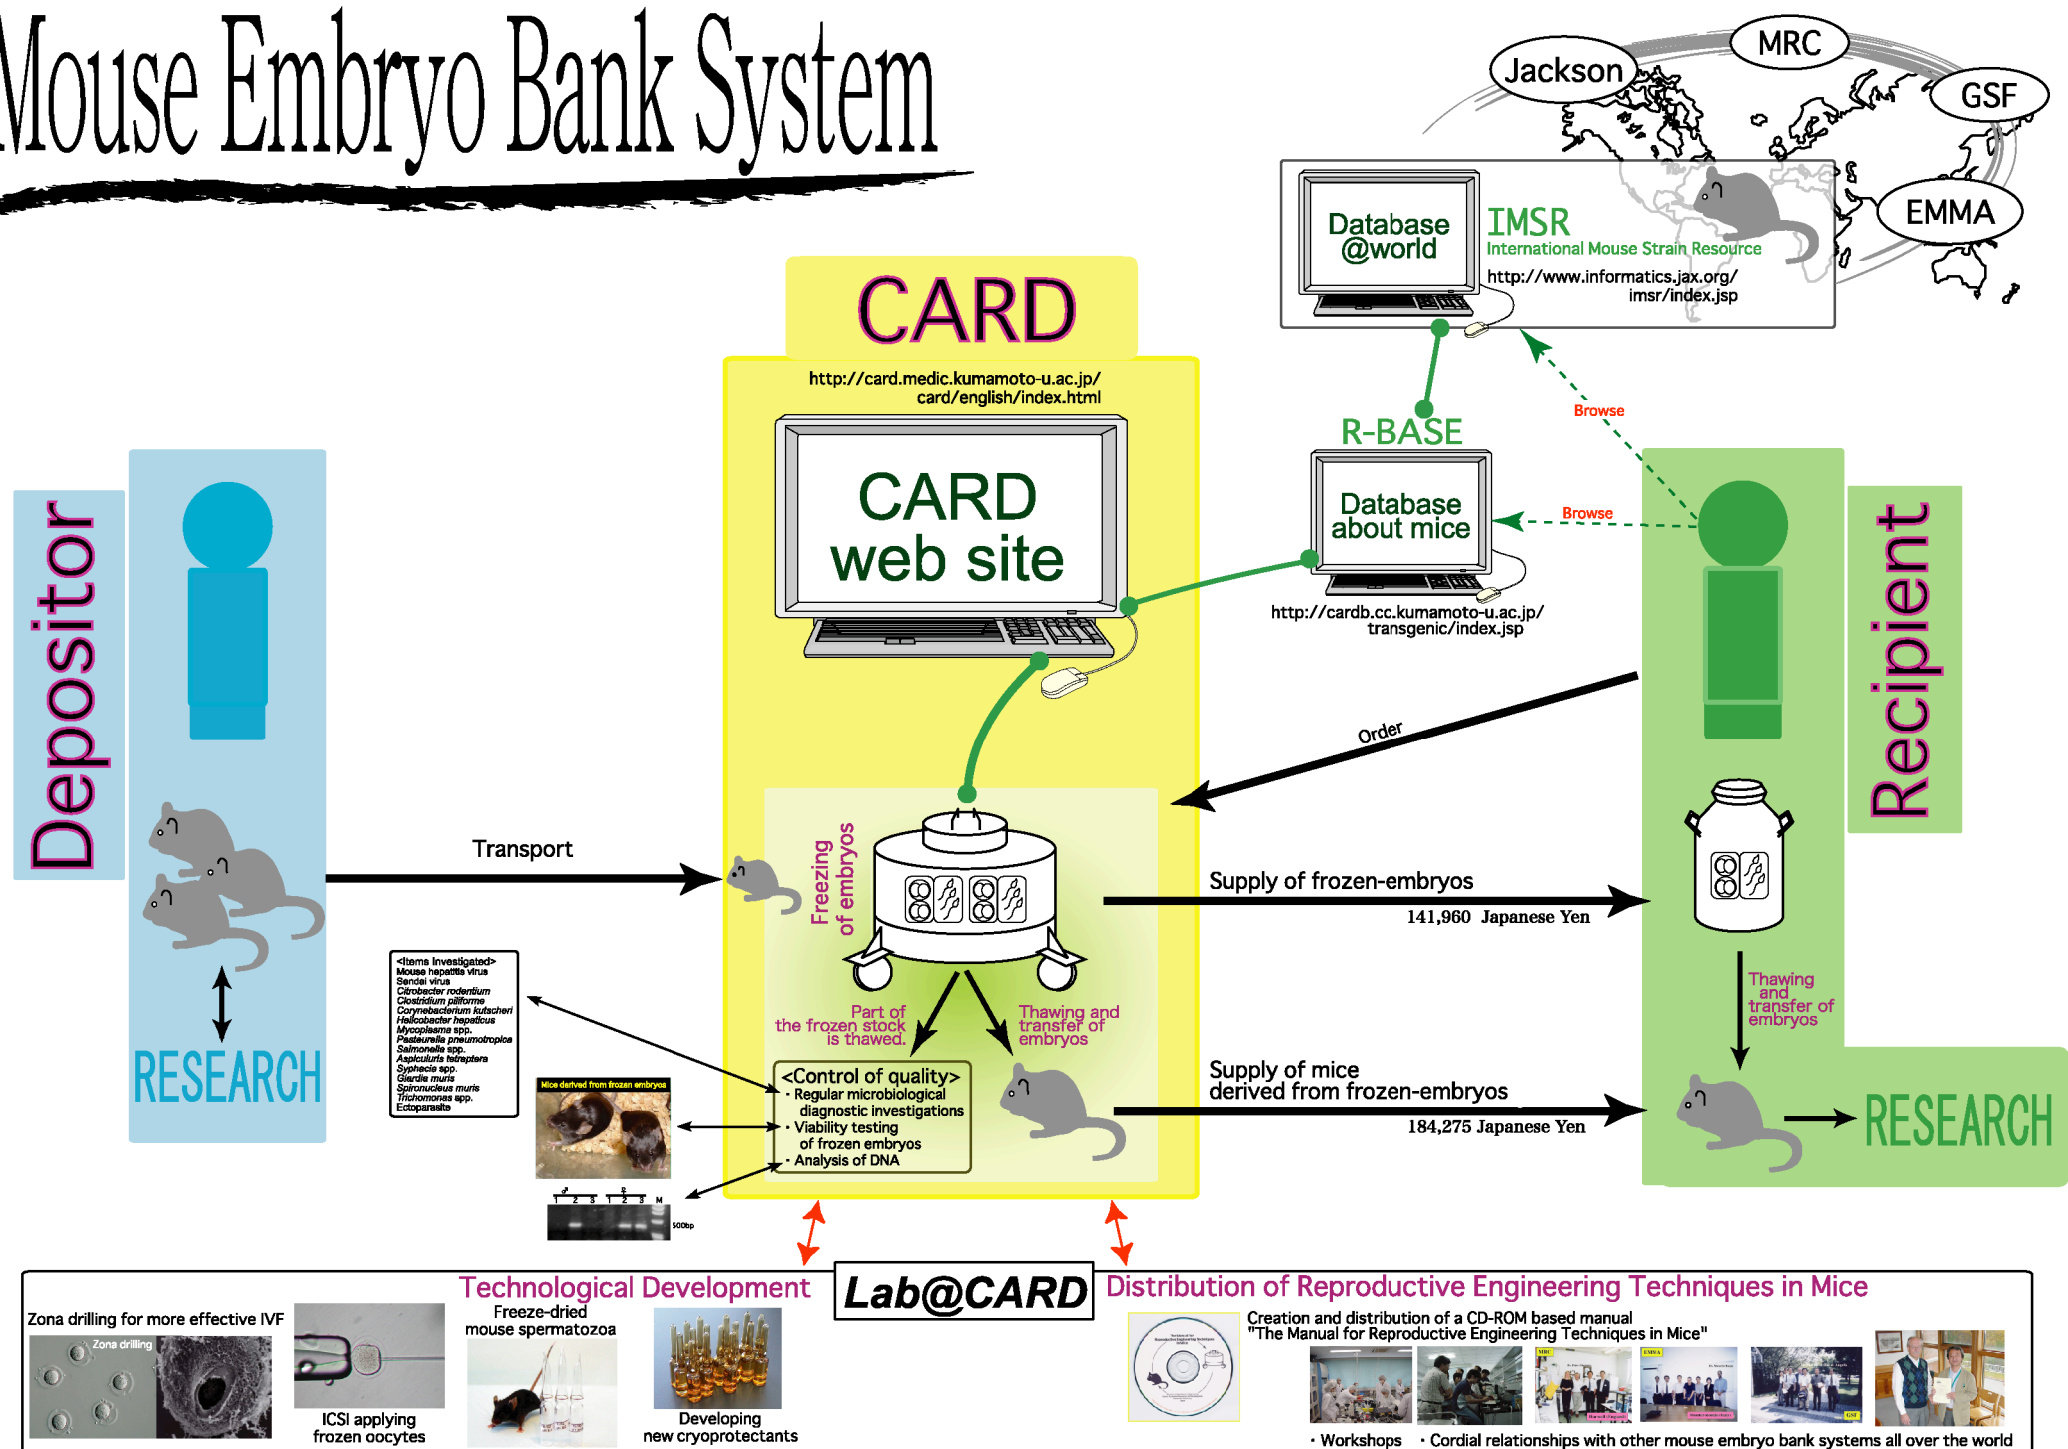 Mouse Embryo Bank System
Jackson
MRC
GSF
EMMA
Database
@world
IMSR
International Mouse Strain Resource
http://www.informatics.jax.org/
imsr/index.jsp
CARD
http://card.medic.kumamoto-u.ac.jp/
card/english/index.html
CARD
web site
R-BASE
Database
about mice
http://cardb.cc.kumamoto-u.ac.jp/
transgenic/index.jsp
Browse
Browse
Depositor
Recipient
Order
Transport
Freezing
of embryos
Supply of frozen-embryos
141,960 Japanese Yen
Part of
the frozen stock
is thawed.
Thawing and
transfer of
embryos
Thawing
and
transfer of
embryos
<Items Investigated>
Mouse hepatitis virus
Sendai virus
Citrobacter rodentium
Clostridium piliforme
Corynebacterium kutscheri
Helicobacter hepaticus
Mycoplasma spp.
Pasteurella pneumotropica
Salmonella spp.
Aspiculuris tetraptera
Syphacia spp.
Giardia muris
Spironucleus muris
Trichomonas spp.
Ectoparasite
RESEARCH
<Control of quality>
· Regular microbiological
diagnostic investigations
· Viability testing
of frozen embryos
· Analysis of DNA
Supply of mice
derived from frozen-embryos
184,275 Japanese Yen
RESEARCH
Mice derived from frozen embryos
♂ ♀
1 2 3 1 2 3 M
500bp
Technological Development
Lab@CARD
Distribution of Reproductive Engineering Techniques in Mice
Zona drilling for more effective IVF
Zona drilling
ICSI applying
frozen oocytes
Freeze-dried
mouse spermatozoa
Developing
new cryoprotectants
Creation and distribution of a CD-ROM based manual
"The Manual for Reproductive Engineering Techniques in Mice"
MRC
EMMA
GSF
· Workshops
· Cordial relationships with other mouse embryo bank systems all over the world